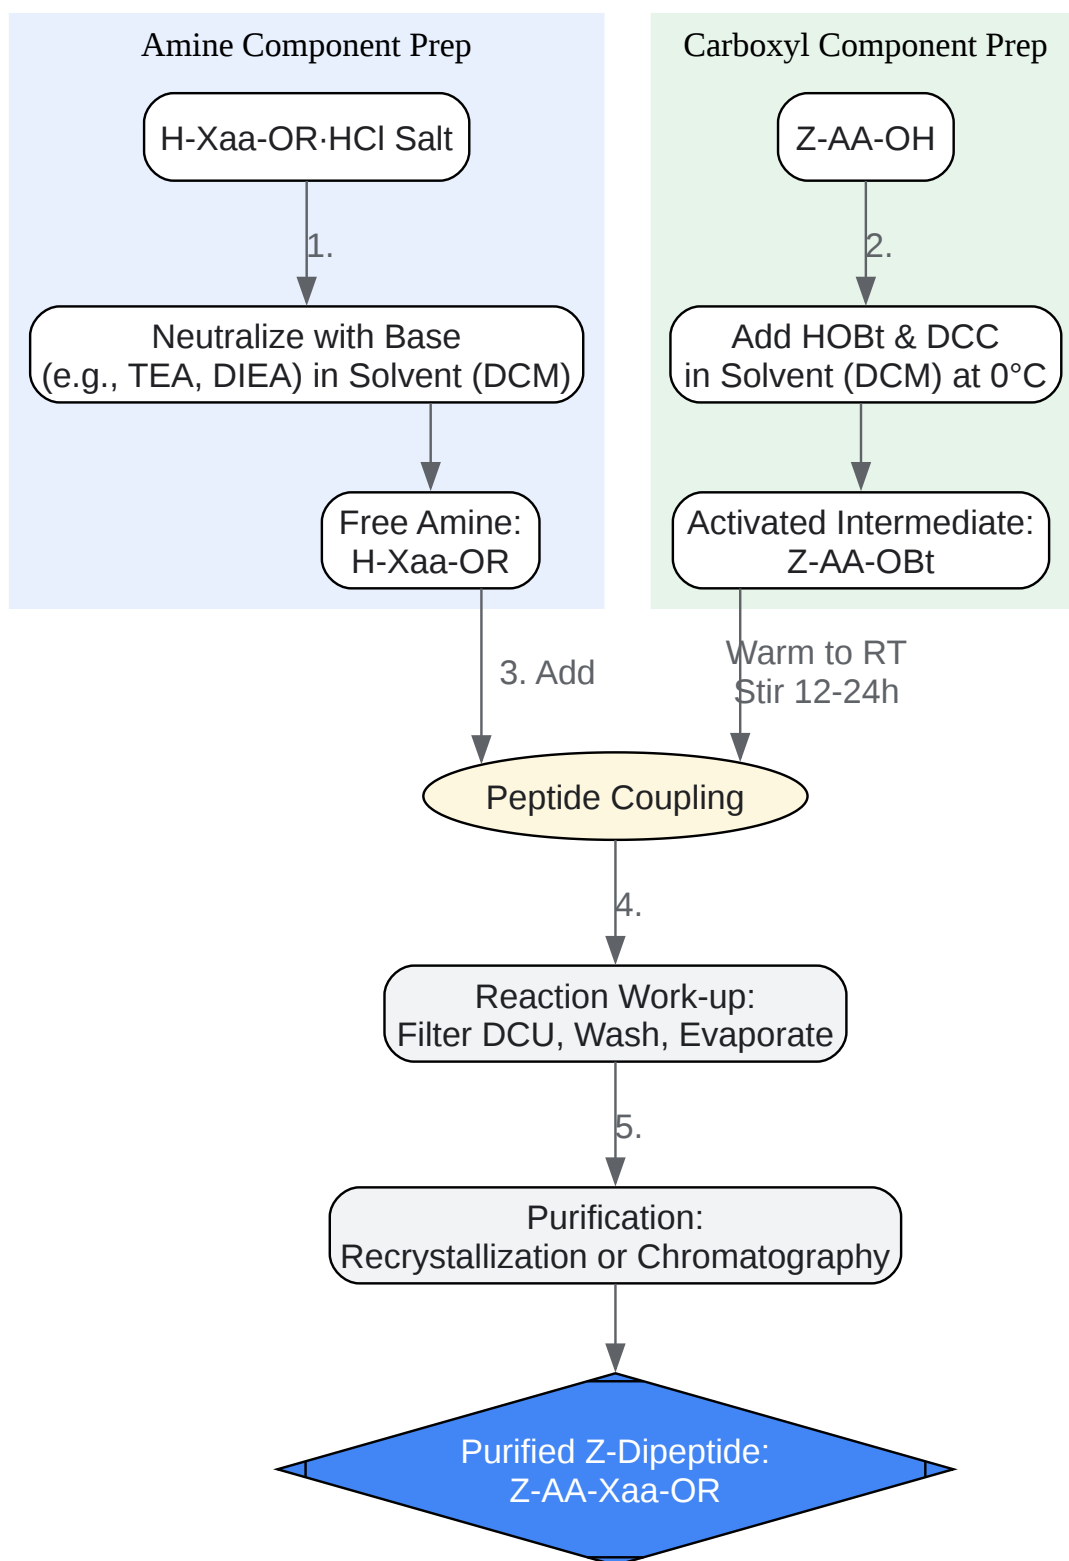 Amine Component Prep
H-Xaa-OR·HCl Salt
1.
Neutralize with Base
(e.g., TEA, DIEA) in Solvent (DCM)
Free Amine:
H-Xaa-OR
Carboxyl Component Prep
Z-AA-OH
2.
Add HOBt & DCC
in Solvent (DCM) at 0°C
Activated Intermediate:
Z-AA-OBt
3. Add
Warm to RT
Stir 12-24h
Peptide Coupling
4.
Reaction Work-up:
Filter DCU, Wash, Evaporate
5.
Purification:
Recrystallization or Chromatography
Purified Z-Dipeptide:
Z-AA-Xaa-OR